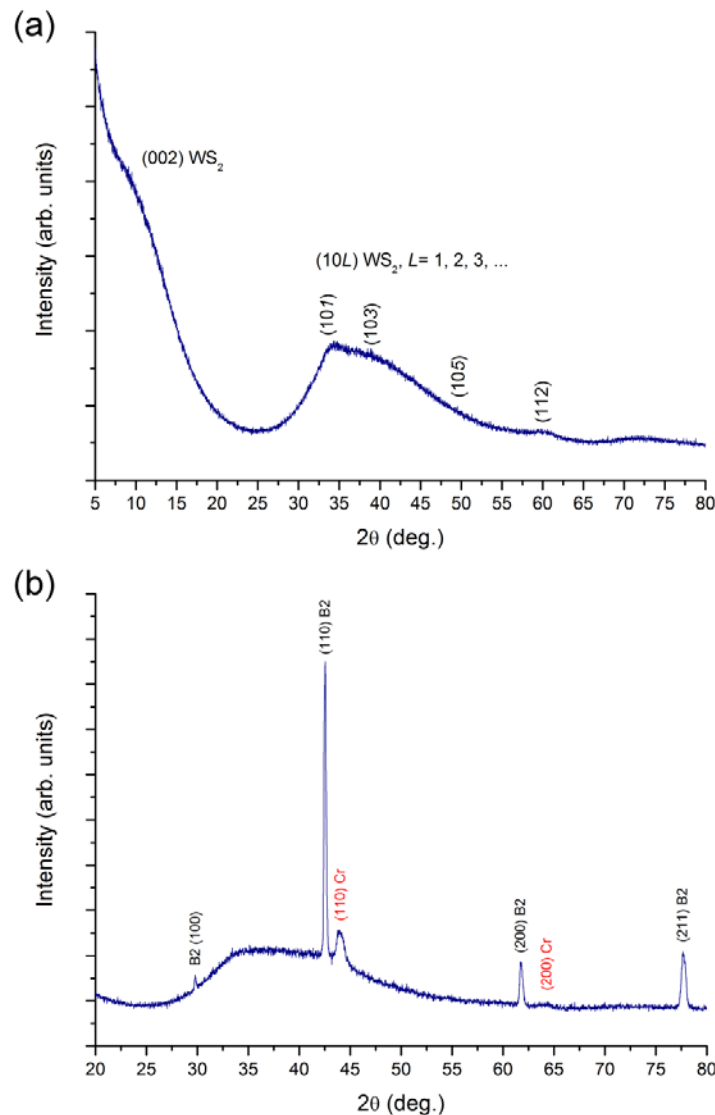 (a)
Intensity (arb. units)
(002) WS₂
(10L) WS₂, L= 1, 2, 3, ...
(101)
(103)
(105)
(112)
5 10 15 20 25 30 35 40 45 50 55 60 65 70 75 80
2θ (deg.)
(b)
Intensity (arb. units)
B2 (100)
(110) B2
(110) Cr
(200) B2
(200) Cr
(211) B2
20 25 30 35 40 45 50 55 60 65 70 75 80
2θ (deg.)